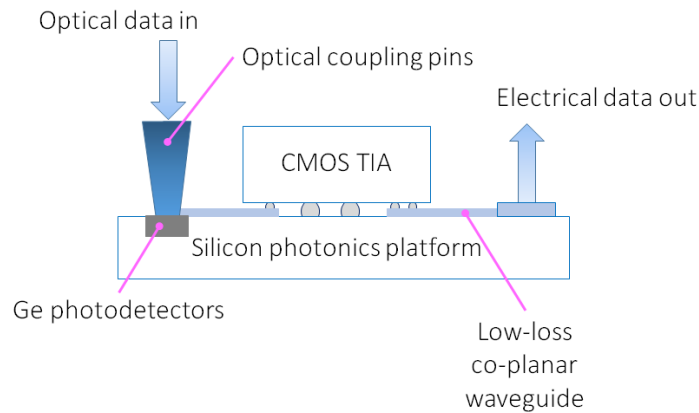 Optical data in
Optical coupling pins
Electrical data out
CMOS TIA
Silicon photonics platform
Ge photodetectors
Low-loss
co-planar
waveguide